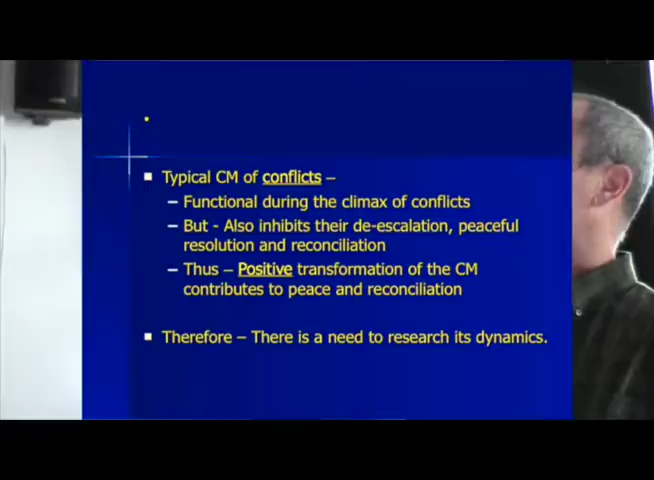 Typical CM of conflicts –
– Functional during the climax of conflicts
– But - Also inhibits their de-escalation, peaceful
resolution and reconciliation
– Thus – Positive transformation of the CM
contributes to peace and reconciliation
Therefore – There is a need to research its dynamics.